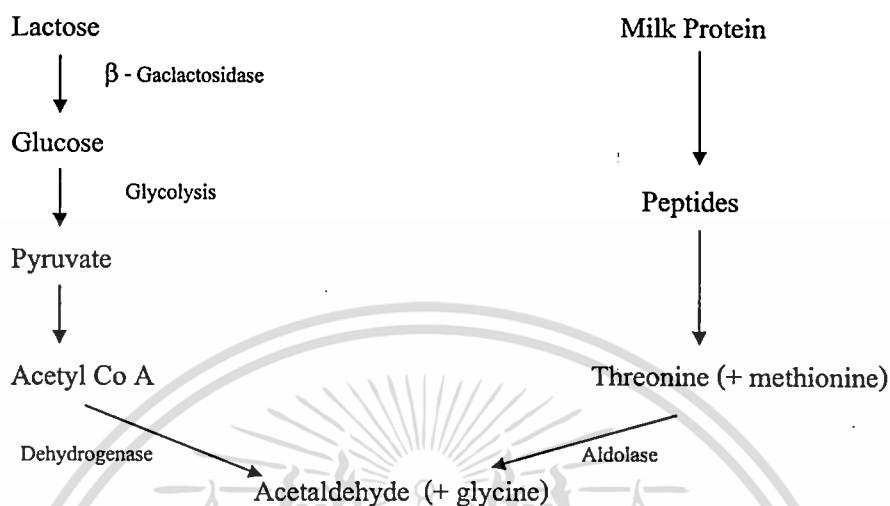 Lactose
Milk Protein
β - Gaclactosidase
Glucose
Glycolysis
Peptides
Pyruvate
Acetyl Co A
Threonine (+ methionine)
Dehydrogenase
Aldolase
Acetaldehyde (+ glycine)